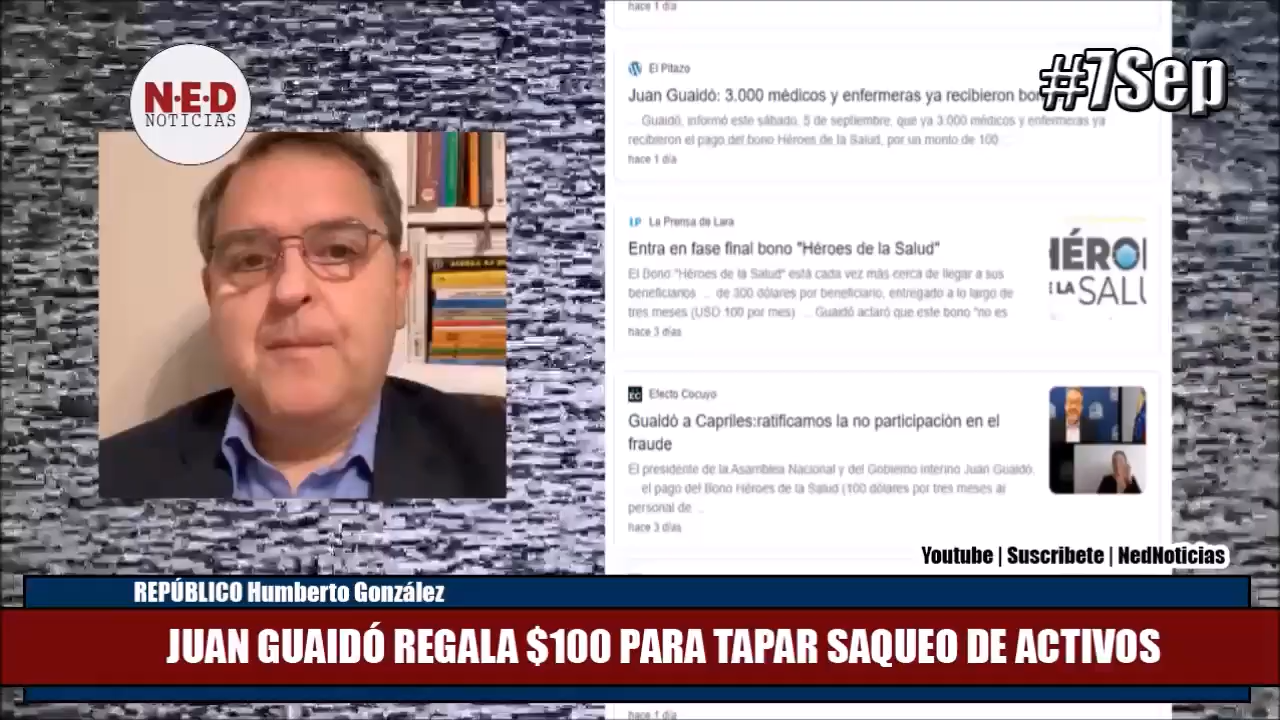 N·E·D
NOTICIAS
#7Sep
hace 1 día
El Pitazo
Juan Guaidó: 3.000 médicos y enfermeras ya recibieron
... Guaidó, informó este sábado, 5 de septiembre, que ya 3.000 médicos y enfermeras ya
recibieron el pago del bono Héroes de la Salud, por un monto de 100 ...
hace 1 día
LP La Prensa de Lara
Entra en fase final bono "Héroes de la Salud"
El Bono "Héroes de la Salud" está cada vez más cerca de llegar a sus
beneficiarios ... de 300 dólares por beneficiario, entregado a lo largo de
tres meses (USD 100 por mes) ... Guaidó aclaró que este bono "no es
hace 3 días
LA SALU
EC Efecto Cocuyo
Guaidó a Capriles:ratificamos la no participación en el
fraude
El presidente de la Asamblea Nacional y del Gobierno interino Juan Guaidó,
... el pago del Bono Héroes de la Salud (100 dólares por tres meses al
personal de ...
hace 3 días
Youtube | Suscribete | NedNoticias
REPÚBLICO Humberto González
JUAN GUAIDÓ REGALA $100 PARA TAPAR SAQUEO DE ACTIVOS
hace 1 día